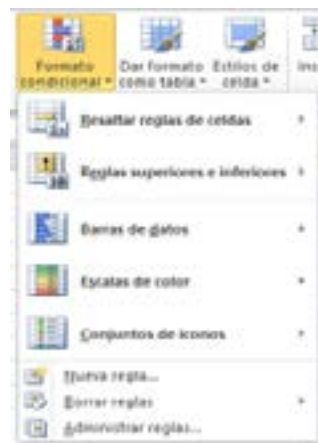 Formato condicional
Dar formato como tabla
Estilos de celda
Ins
Resaltar reglas de celdas
Reglas superiores e inferiores
Barras de datos
Escalas de color
Conjuntos de iconos
Nueva regla...
Borrar reglas
Administrar reglas...